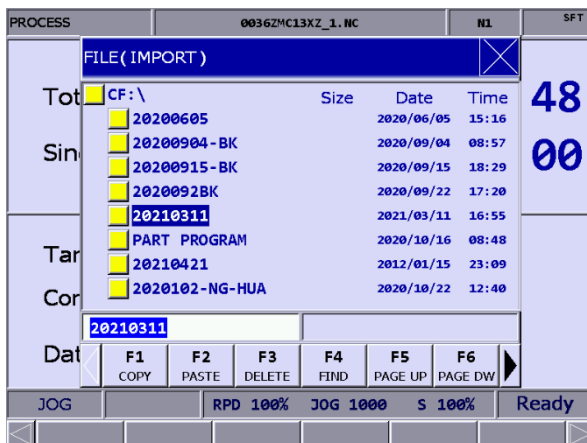 PROCESS 0036ZMC13XZ_1.NC N1 SFT
FILE(IMPORT)
Tot 48
CF:\ Size Date Time
20200605 2020/06/05 15:16
20200904-BK 2020/09/04 08:57
Sin 00
20200915-BK 2020/09/15 18:29
2020092BK 2020/09/22 17:20
20210311 2021/03/11 16:55
PART PROGRAM 2020/10/16 08:48
Tar
20210421 2012/01/15 23:09
2020102-NG-HUA 2020/10/22 12:40
Cor
20210311
Dat
F1 F2 F3 F4 F5 F6
COPY PASTE DELETE FIND PAGE UP PAGE DW
JOG RPD 100% JOG 1000 S 100% Ready